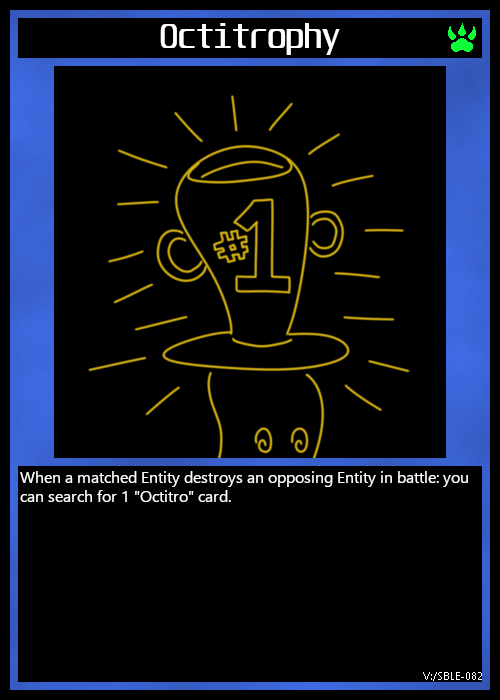 Octitrophy
#1
When a matched Entity destroys an opposing Entity in battle: you
can search for 1 "Octitro" card.
V:/SBLE-082